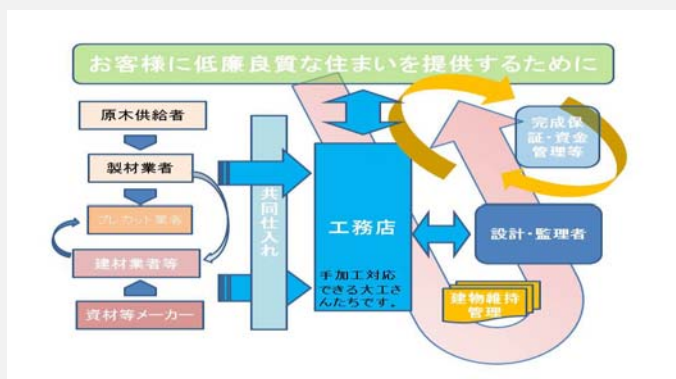 お客様に低廉良質な住まいを提供するために
原木供給者
製材業者
プレカット業者
建材業者等
資材等メーカー
共同仕入れ
工務店
手加工対応
できる大工さ
んたちです。
完成保
証・資金
管理等
設計・監理者
建物維持
管理